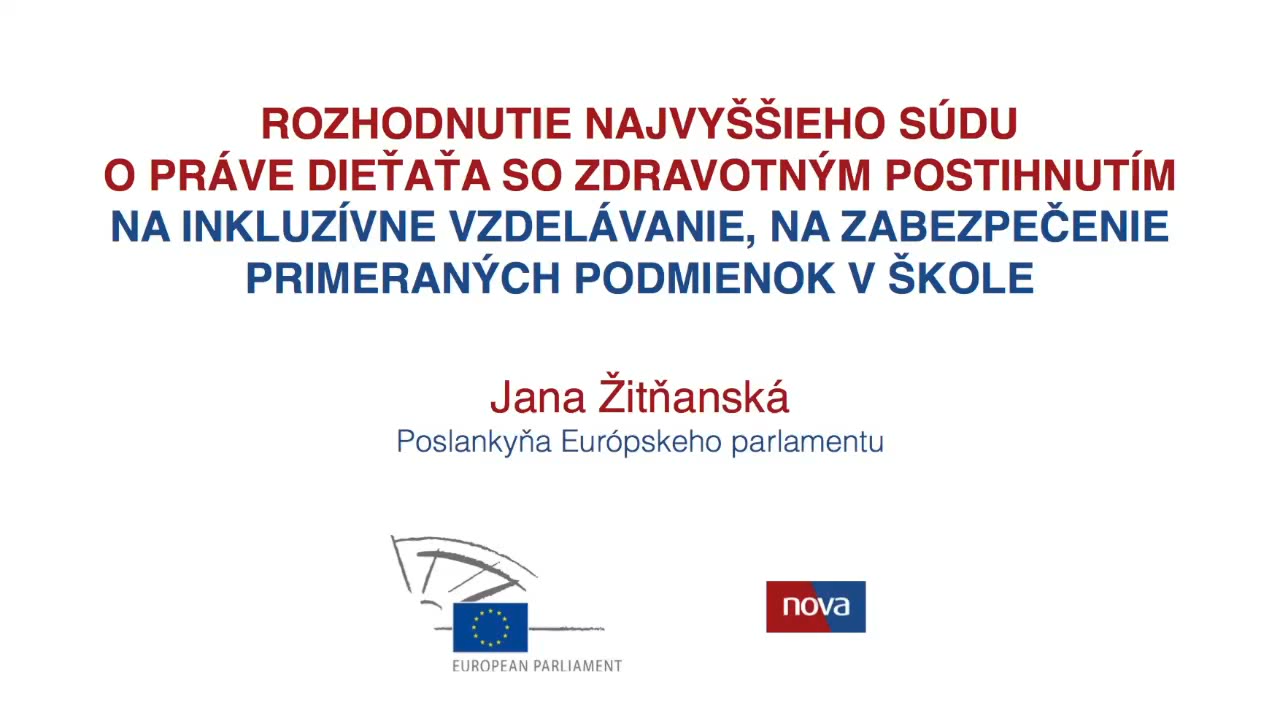 ROZHODNUTIE NAJVYŠŠIEHO SÚDU
O PRÁVE DIEŤAŤA SO ZDRAVOTNÝM POSTIHNUTÍM
NA INKLUZÍVNE VZDELÁVANIE, NA ZABEZPEČENIE
PRIMERANÝCH PODMIENOK V ŠKOLE
Jana Žitňanská
Poslankyňa Európskeho parlamentu
nova
EUROPEAN PARLIAMENT